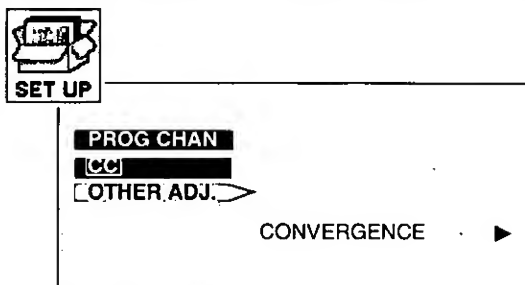 SET UP
PROG CHAN
CC
OTHER ADJ.
CONVERGENCE